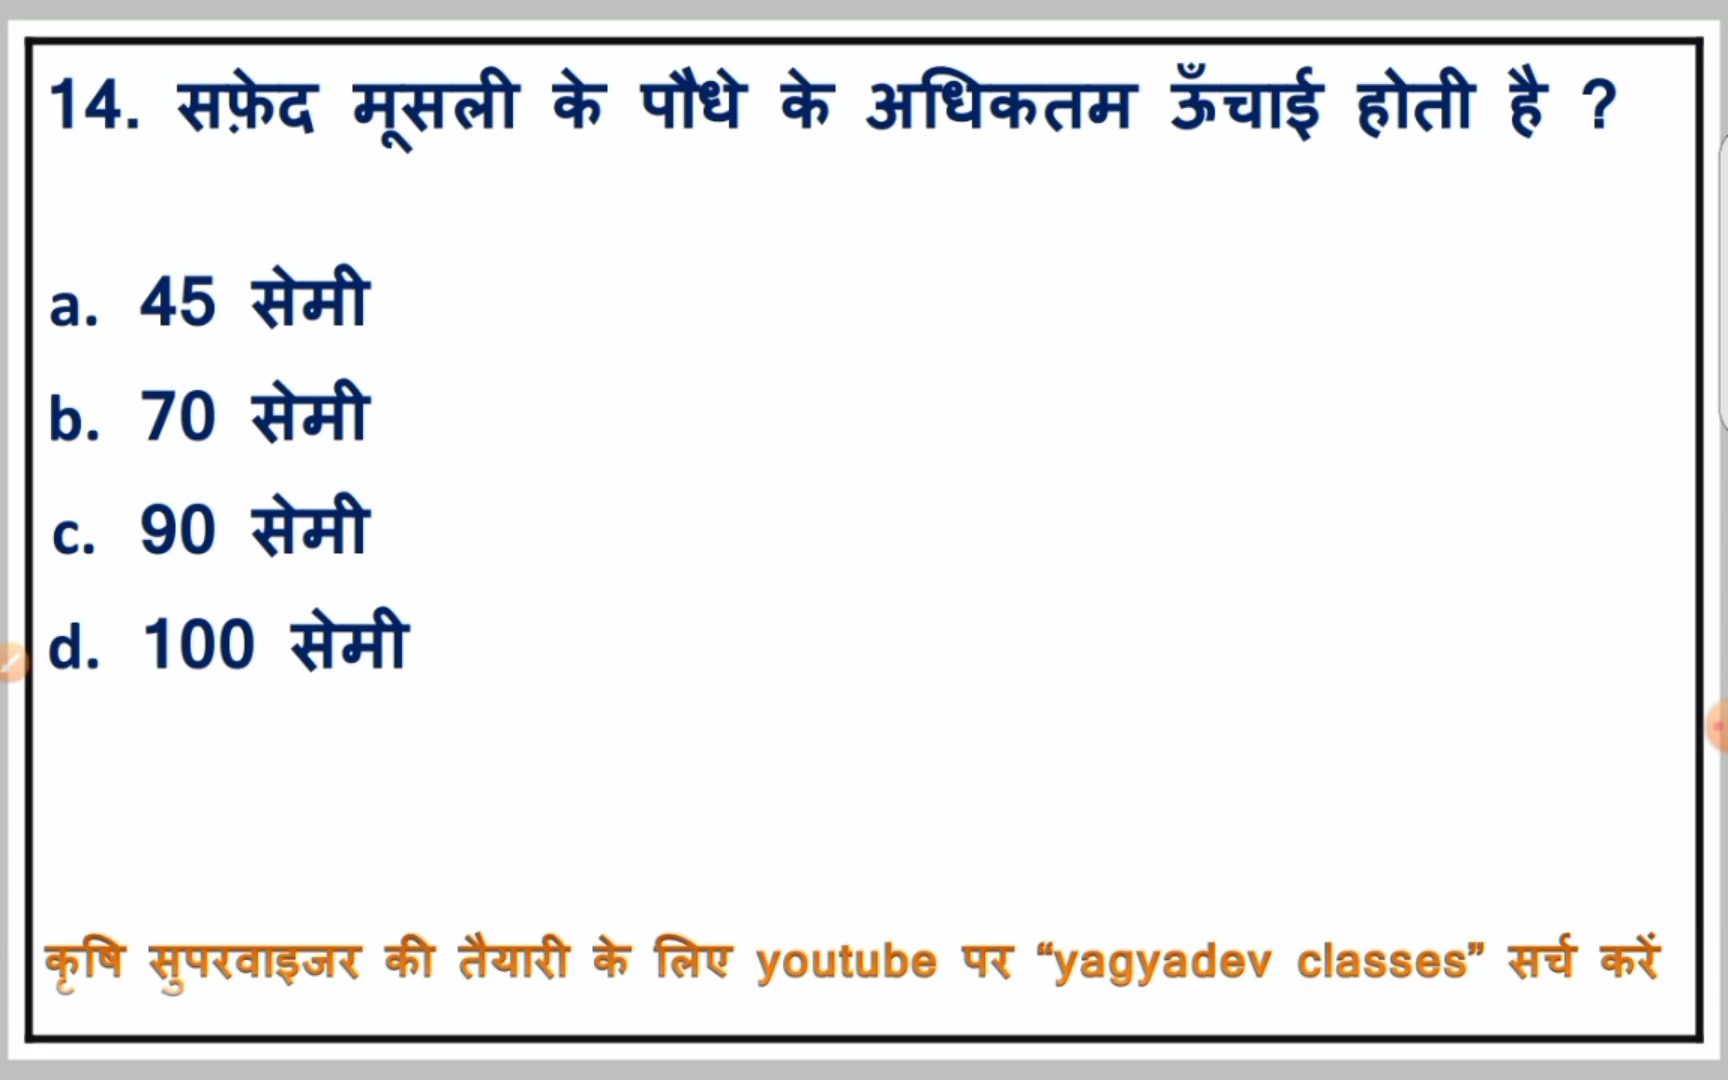 14. सफ़ेद मूसली के पौधे के अधिकतम ऊँचाई होती है ?
a. 45 सेमी
b. 70 सेमी
c. 90 सेमी
d. 100 सेमी
कृषि सुपरवाइजर की तैयारी के लिए youtube पर “yagyadev classes” सर्च करें